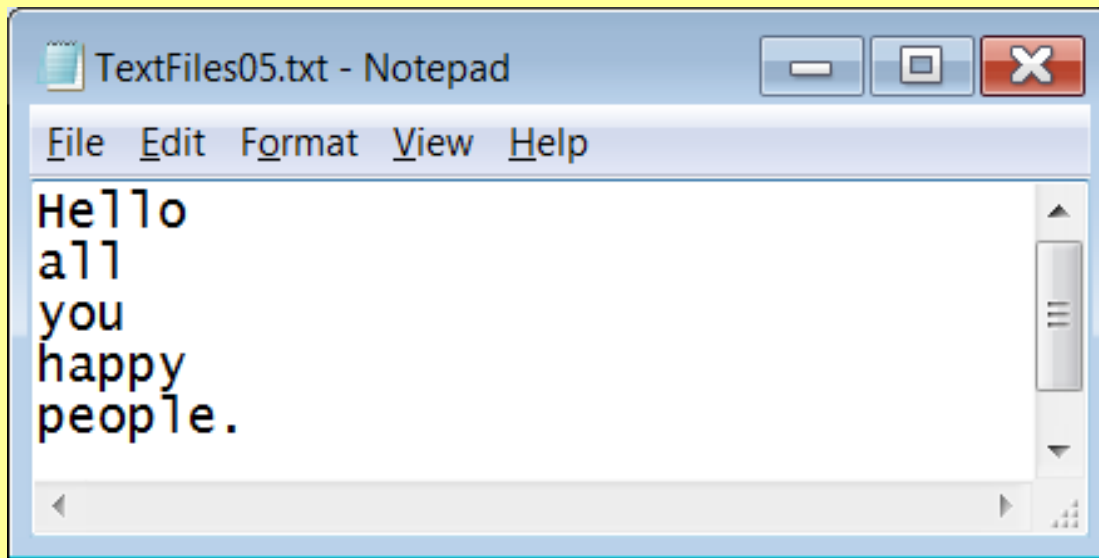 TextFiles05.txt - Notepad
File Edit Format View Help
Hello
all
you
happy
people.